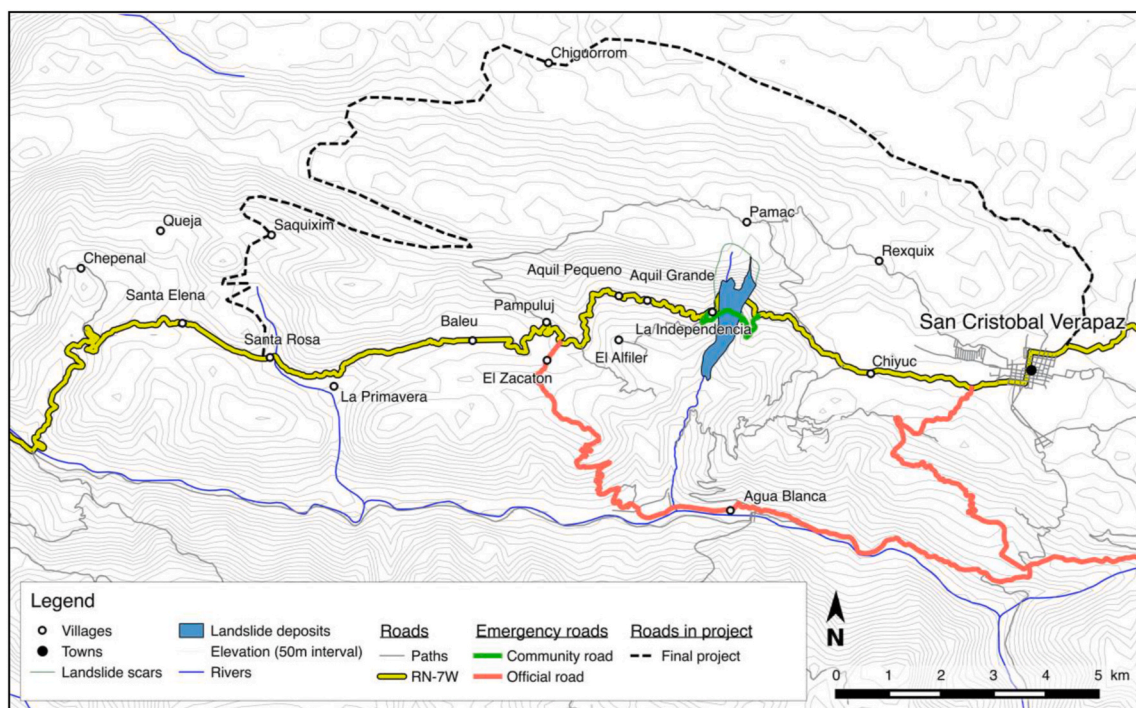 Chiguorrom
Queja
Saquixim
Pamac
Chepenal
Rexquix
Aquil Pequeno
Aquil Grande
Santa Elena
Pampuluj
San Cristobal Verapaz
Baleu
La Independencia
Santa Rosa
El Alfiler
Chiyuc
El Zacaton
La Primavera
Agua Blanca
Legend
Villages
Landslide deposits
Roads
Emergency roads
Roads in project
Towns
Elevation (50m interval)
Paths
Community road
Final project
Landslide scars
Rivers
RN-7W
Official road
N
0 1 2 3 4 5 km